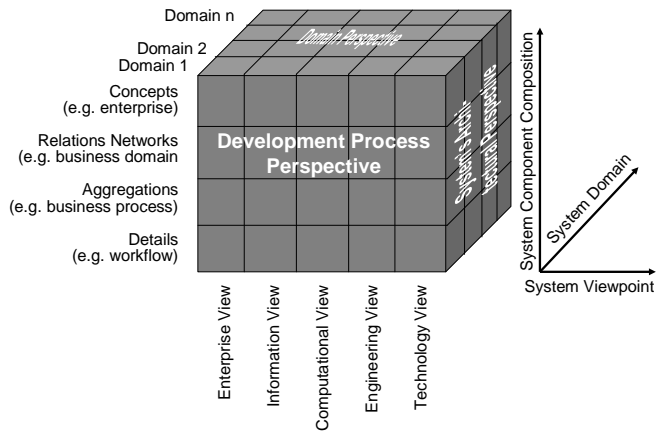 Domain n
Domain 2
Domain 1
Domain Perspective
Concepts
(e.g. enterprise)
Relations Networks
(e.g. business domain
Aggregations
(e.g. business process)
Details
(e.g. workflow)
Development Process
Perspective
System's Archi-
tectural Perspective
Enterprise View
Information View
Computational View
Engineering View
Technology View
System Component Composition
System Domain
System Viewpoint